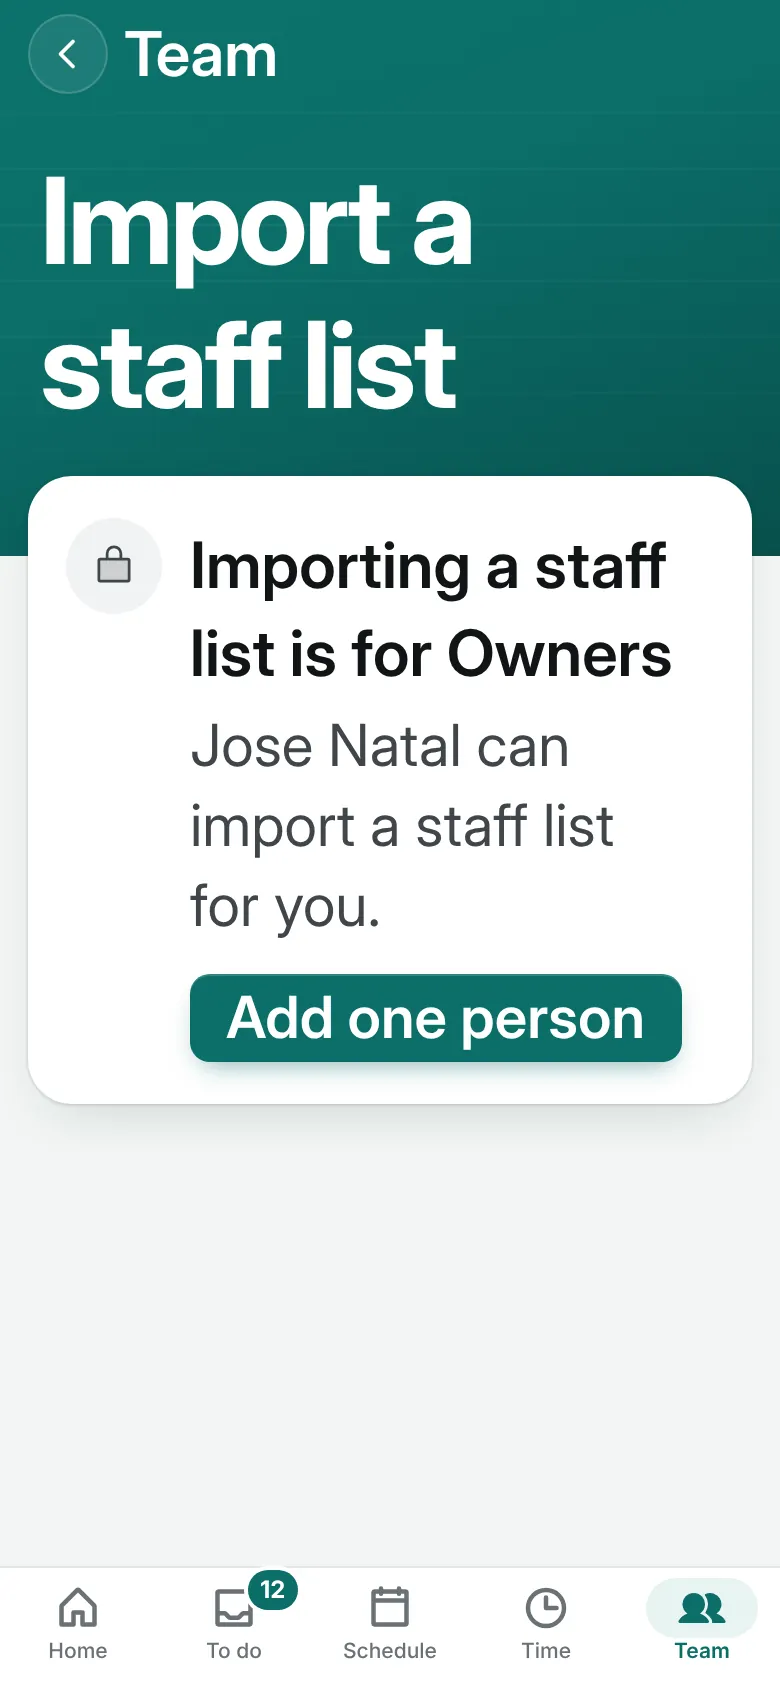 Team
Import a
staff list
Importing a staff
list is for Owners
Jose Natal can
import a staff list
for you.
Add one person
12
Home
To do
Schedule
Time
Team